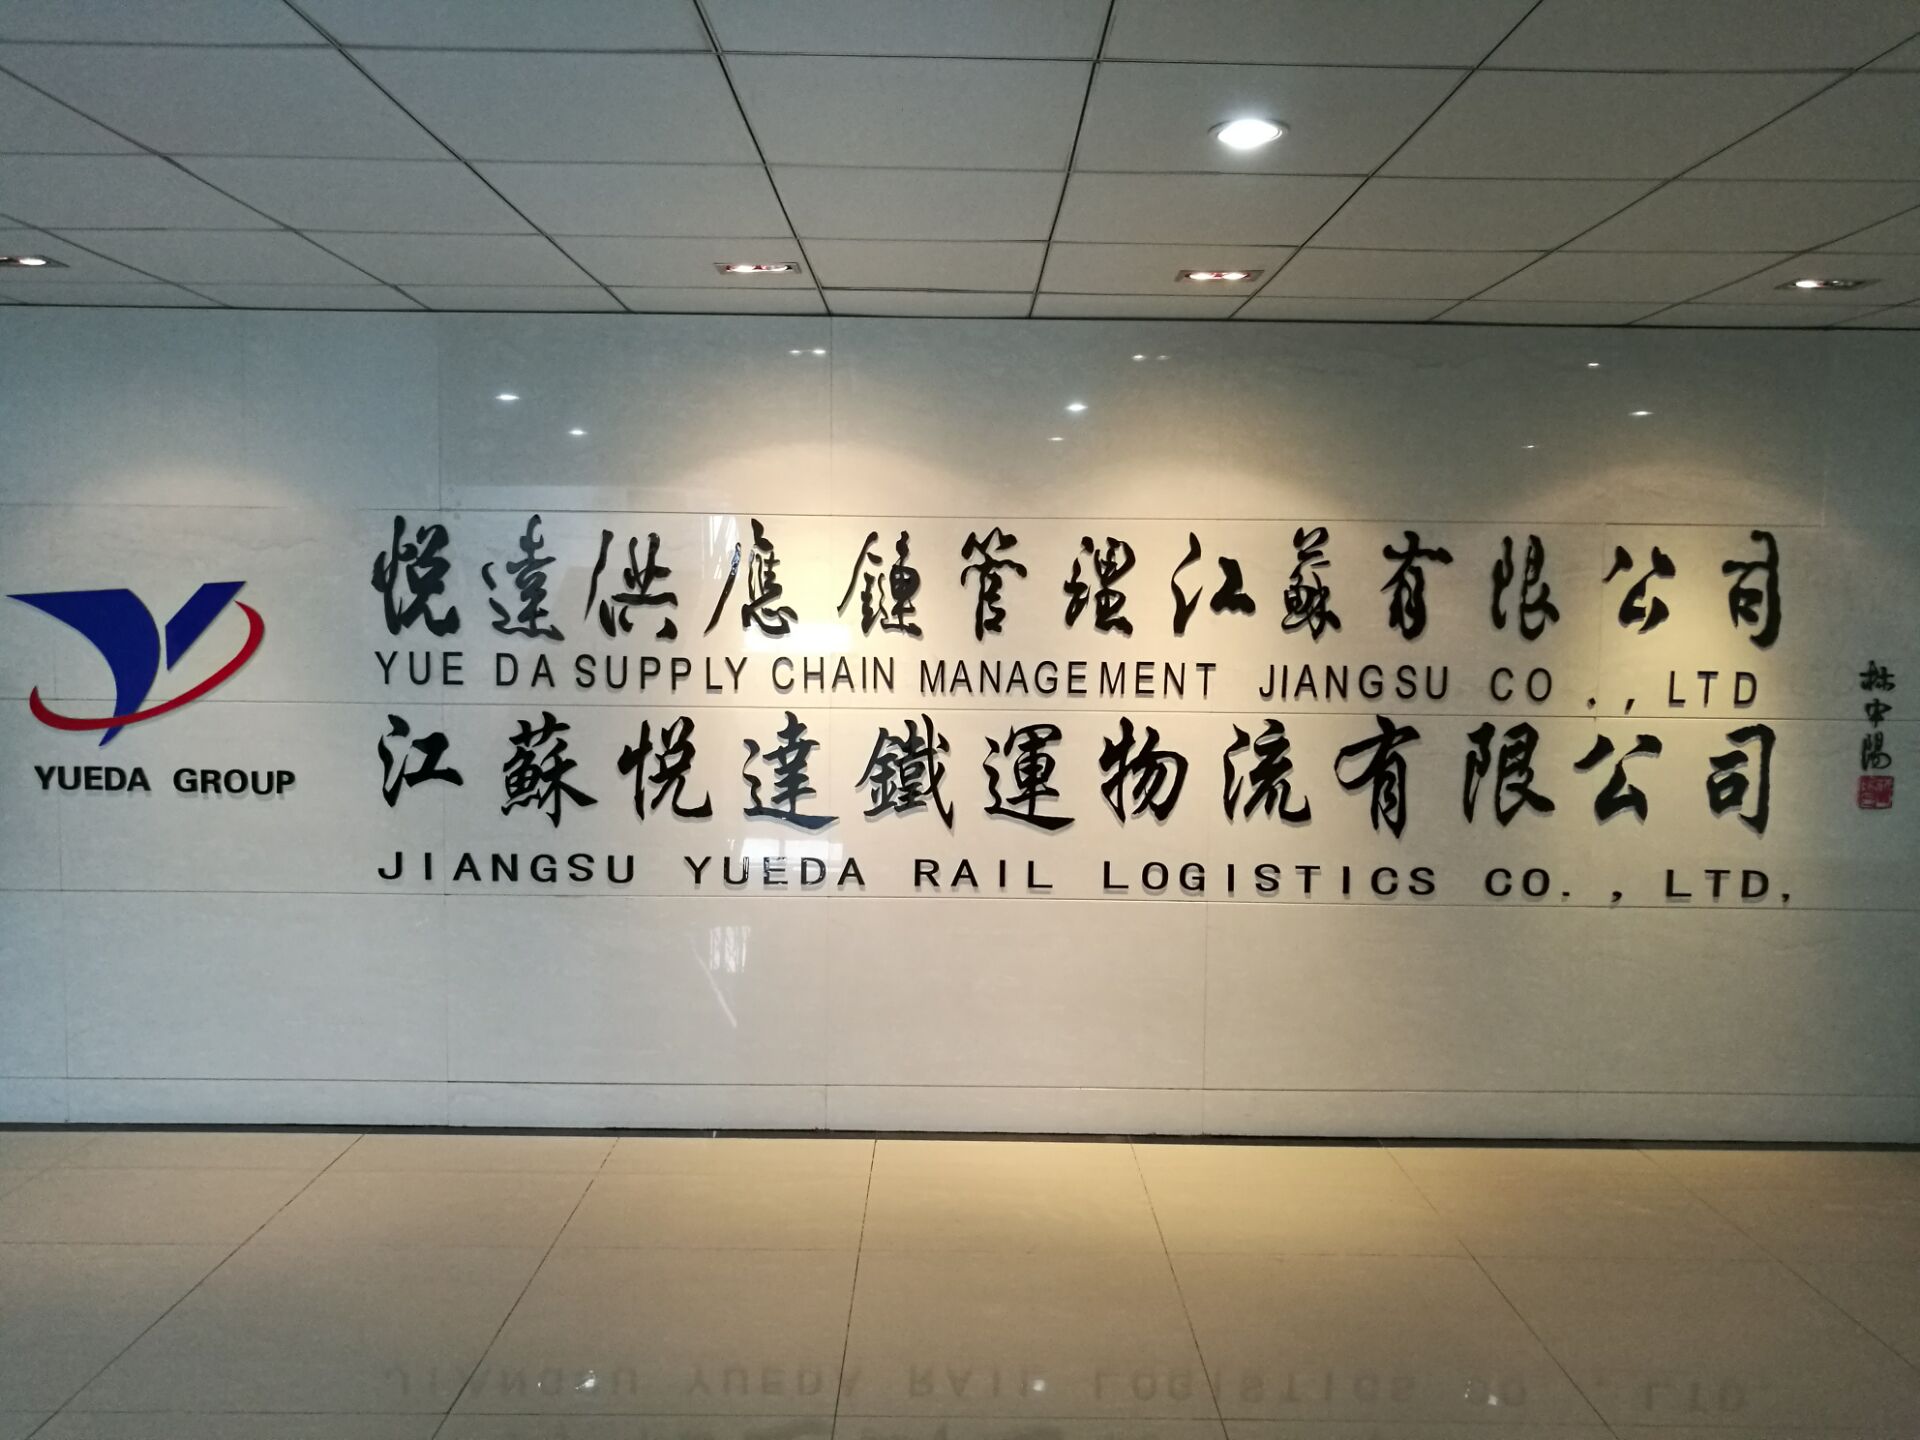 悦達供應鏈管理江蘇有限公司
YUE DA SUPPLY CHAIN MANAGEMENT JIANGSU CO.,LTD
江蘇悦達鐵運物流有限公司
JIANGSU YUEDA RAIL LOGISTICS CO.,LTD,
YUEDA GROUP